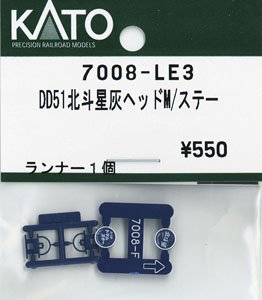 KATO
PRECISION RAILROAD MODELS
7008-LE3
DD51北斗星灰ヘッドM/ステー
¥550
ランナー1個
7008-F